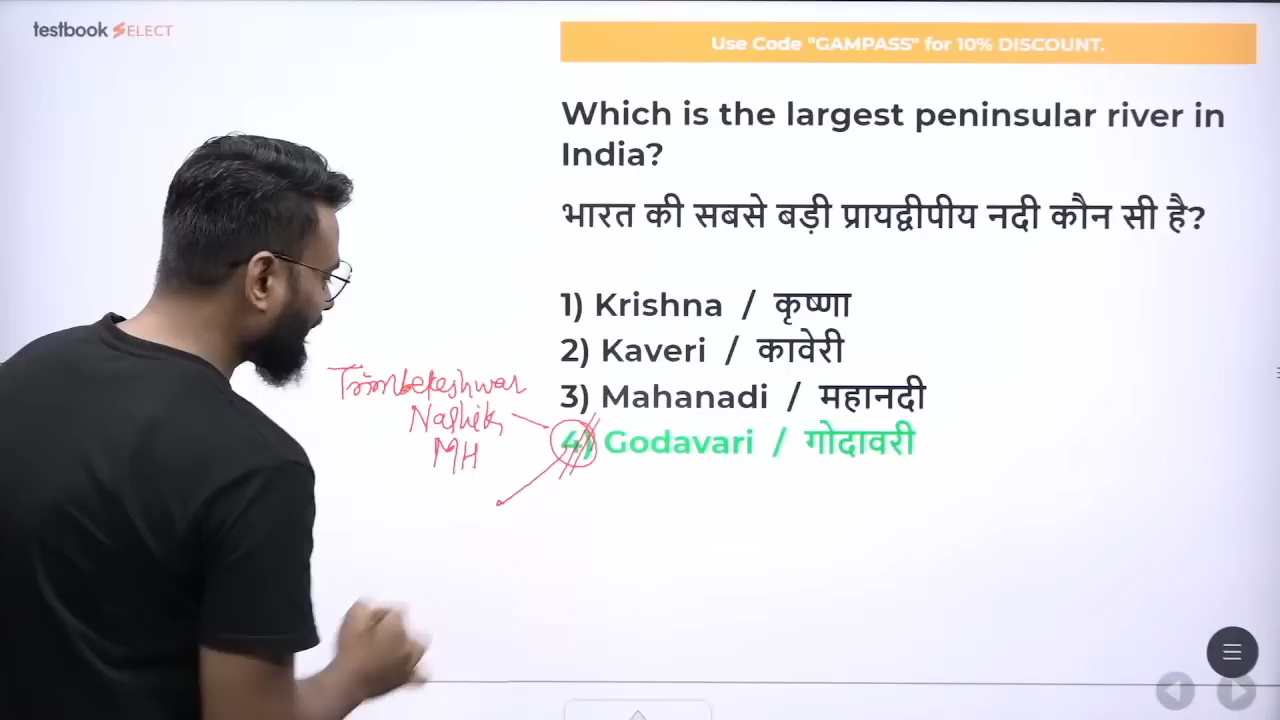 testbook SELECT
Use Code "GAMPASS" for 10% DISCOUNT.
Which is the largest peninsular river in
India?
भारत की सबसे बड़ी प्रायद्वीपीय नदी कौन सी है?
1) Krishna / कृष्णा
2) Kaveri / कावेरी
3) Mahanadi / महानदी
4) Godavari / गोदावरी
Trimbekeshwar
Nashik
MH